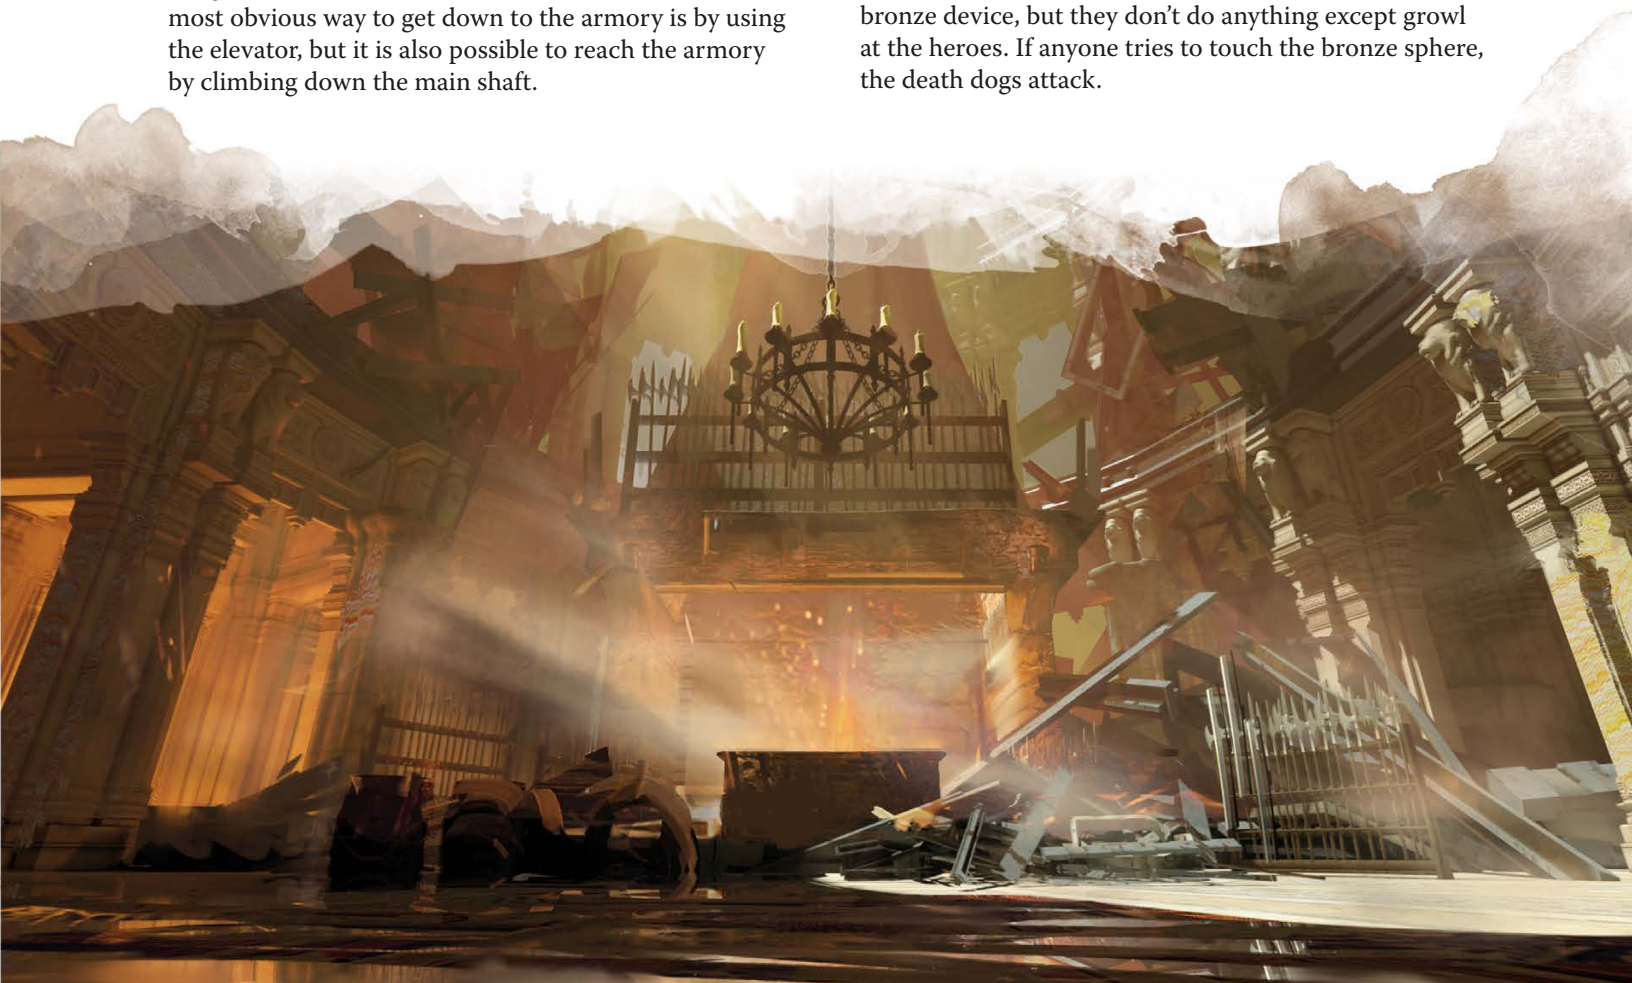 most obvious way to get down to the armory is by using
the elevator, but it is also possible to reach the armory
by climbing down the main shaft.
bronze device, but they don’t do anything except growl
at the heroes. If anyone tries to touch the bronze sphere,
the death dogs attack.